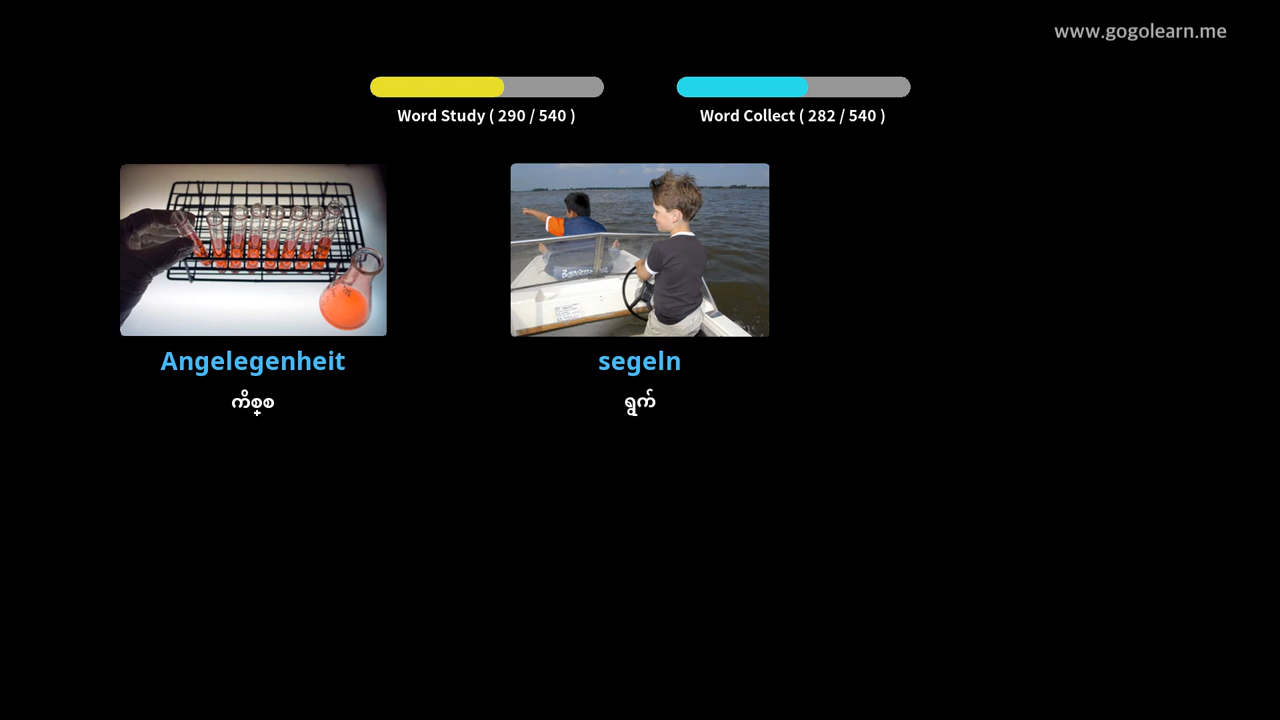 www.gogolearn.me
Word Study ( 290 / 540 )
Word Collect ( 282 / 540 )
Angelegenheit
ကိစ္စ
segeln
ရွက်